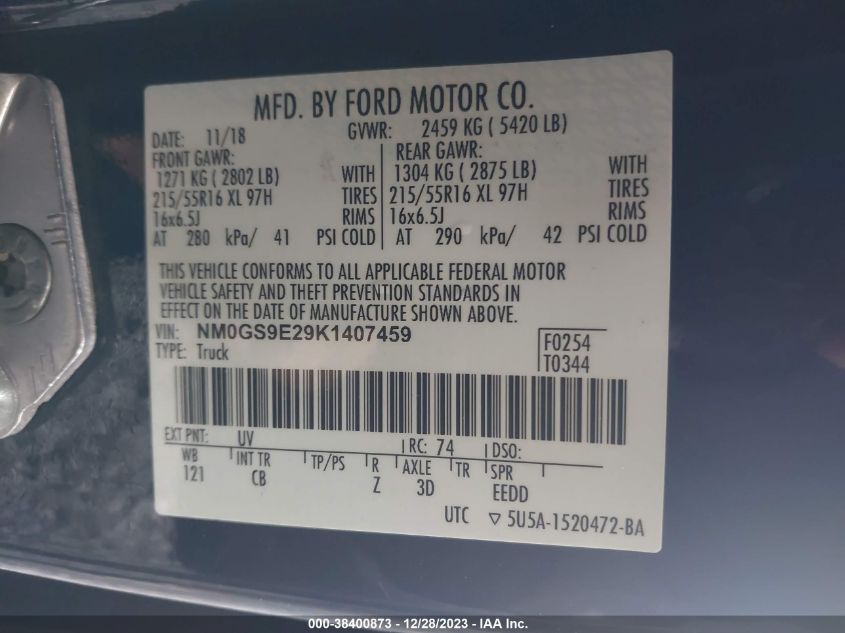 MFD. BY FORD MOTOR CO.
DATE: 11/18 GVWR: 2459 KG ( 5420 LB)
FRONT GAWR: REAR GAWR:
1271 KG ( 2802 LB) WITH 1304 KG ( 2875 LB) WITH
215/55R16 XL 97H TIRES 215/55R16 XL 97H TIRES
16x6.5J RIMS 16x6.5J RIMS
AT 280 kPa/ 41 PSI COLD AT 290 kPa/ 42 PSI COLD
THIS VEHICLE CONFORMS TO ALL APPLICABLE FEDERAL MOTOR
VEHICLE SAFETY AND THEFT PREVENTION STANDARDS IN
EFFECT ON THE DATE OF MANUFACTURE SHOWN ABOVE.
VIN: NM0GS9E29K1407459 F0254
TYPE: Truck T0344
EXT PNT: UV RC: 74 DSO:
WB INT TR TP/PS R AXLE TR SPR
121 CB Z 3D EEDD
UTC ▽ 5U5A-1520472-BA
000-38400873 - 12/28/2023 - IAAI Inc.